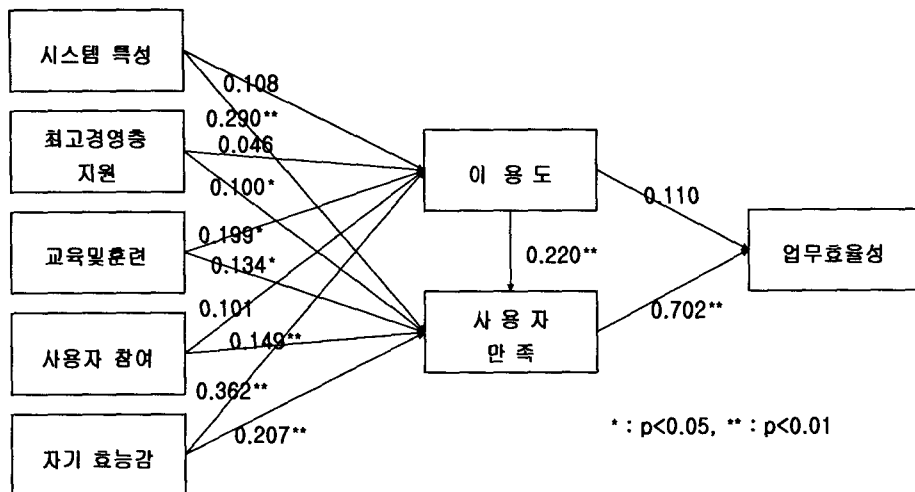 시스템 특성
0.108
0.290**
최고경영층
지원
0.046
0.100*
이 용 도
0.110
교육및훈련
0.199*
0.134*
0.220**
업무효율성
사용자 참여
0.101
0.149**
사 용 자
만 족
0.702**
0.362**
자기 효능감
0.207**
* : p<0.05, ** : p<0.01